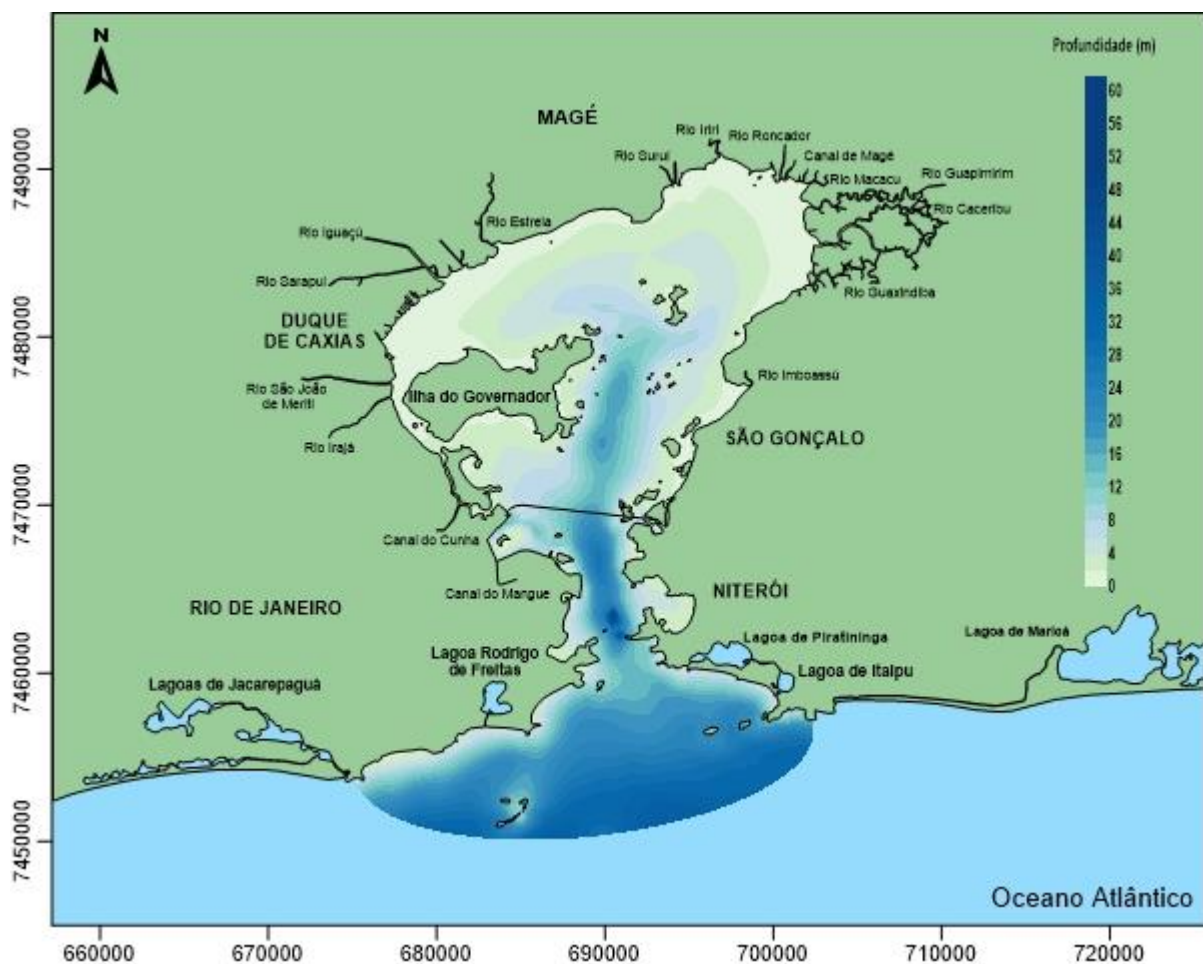 N
Profundidade (m)
60
56
52
48
44
40
36
32
28
24
20
16
12
8
4
0
MAGÉ
Rio Iriri
Rio Roncador
Rio Suruí
Canal de Magé
Rio Macacu
Rio Guapimirim
Rio Caceribu
Rio Estrela
Rio Iguaçú
Rio Sarapuí
Rio Guaxindiba
DUQUE
DE CAXIAS
Ilha do Governador
Rio São João
de Meriti
Rio Irajá
Rio Imboassú
SÃO GONÇALO
Canal do Cunha
Canal do Mangue
NITERÓI
RIO DE JANEIRO
Lagoa Rodrigo
de Freitas
Lagoa de Piratininga
Lagoa de Itaipu
Lagoa de Maricá
Lagoas de Jacarepaguá
Oceano Atlântico
7490000
7480000
7470000
7460000
7450000
660000
670000
680000
690000
700000
710000
720000